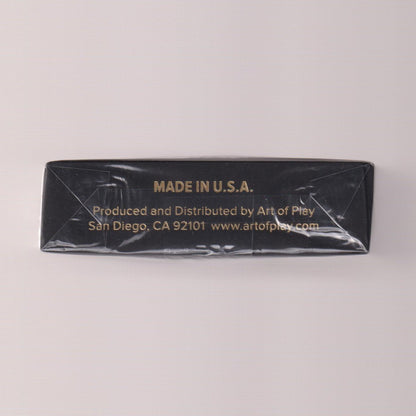 MADE IN U.S.A.
Produced and Distributed by Art of Play
San Diego, CA 92101 www.artofplay.com